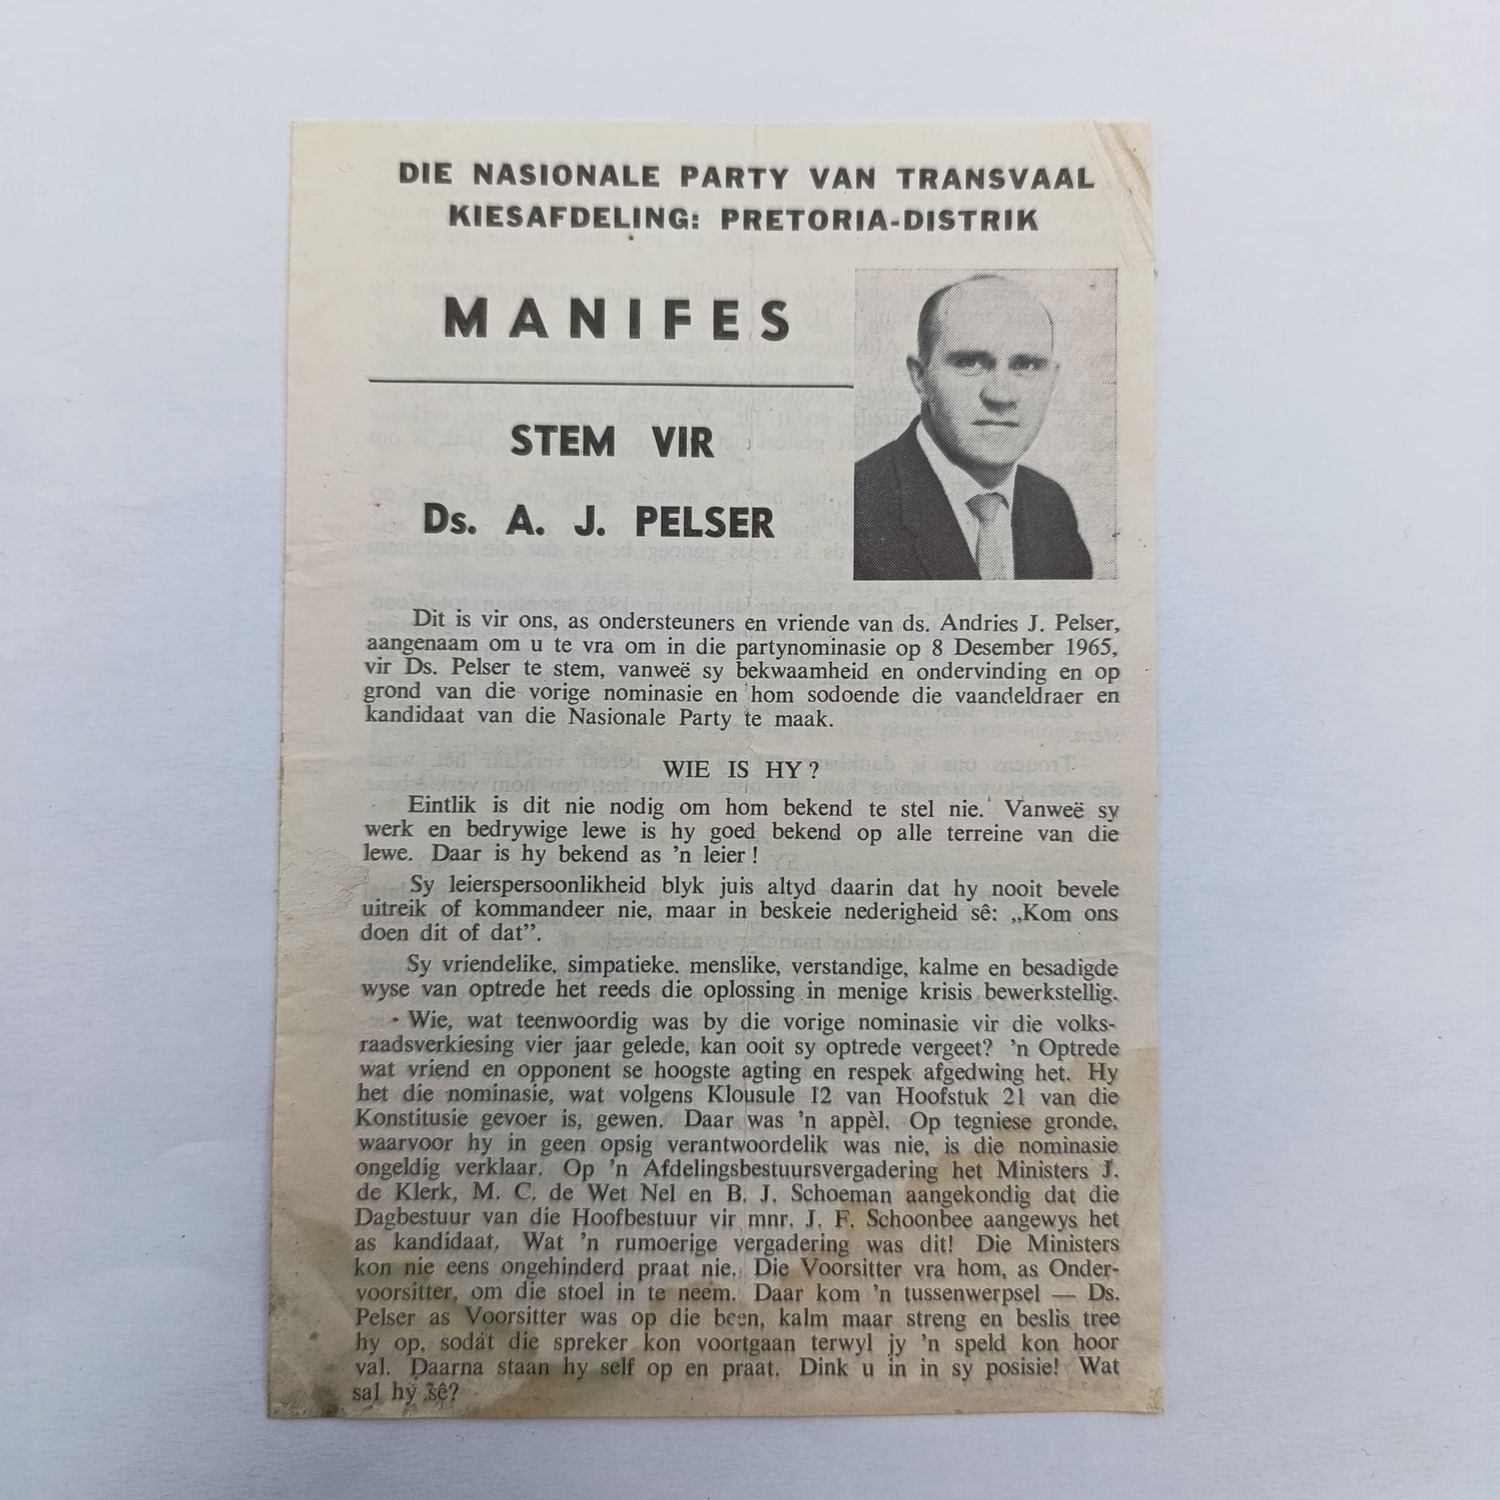 DIE NASIONALE PARTY VAN TRANSVAAL
KIESAFDELING: PRETORIA-DISTRIK
MANIFES
STEM VIR
Ds. A. J. PELSER
Dit is vir ons, as ondersteuners en vriende van ds. Andries J. Pelser,
aangenaam om u te vra om in die partynominasie op 8 Desember 1965,
vir Ds. Pelser te stem, vanweë sy bekwaamheid en ondervinding en op
grond van die vorige nominasie en hom sodoende die vaandeldraer en
kandidaat van die Nasionale Party te maak.
WIE IS HY?
Eintlik is dit nie nodig om hom bekend te stel nie. Vanweë sy
werk en bedrywige lewe is hy goed bekend op alle terreine van die
lewe. Daar is hy bekend as 'n leier!
Sy leierspersoonlikheid blyk juis altyd daarin dat hy nooit bevele
uitreik of kommandeer nie, maar in beskeie nederigheid sê: „Kom ons
doen dit of dat”.
Sy vriendelike, simpatieke. menslike, verstandige, kalme en besadigde
wyse van optrede het reeds die oplossing in menige krisis bewerkstellig.
Wie, wat teenwoordig was by die vorige nominasie vir die volks-
raadsverkiesing vier jaar gelede, kan ooit sy optrede vergeet? 'n Optrede
wat vriend en opponent se hoogste agting en respek afgedwing het. Hy
het die nominasie, wat volgens Klousule 12 van Hoofstuk 21 van die
Konstitusie gevoer is, gewen. Daar was 'n appèl. Op tegniese gronde,
waarvoor hy in geen opsig verantwoordelik was nie, is die nominasie
ongeldig verklaar. Op 'n Afdelingsbestuursvergadering het Ministers J.
de Klerk, M. C. de Wet Nel en B. J. Schoeman aangekondig dat die
Dagbestuur van die Hoofbestuur vir mnr. J. F. Schoonbee aangewys het
as kandidaat. Wat 'n rumoerige vergadering was dit! Die Ministers
kon nie eens ongehinderd praat nie. Die Voorsitter vra hom, as Onder-
voorsitter, om die stoel in te neem. Daar kom 'n tussenwerpsel — Ds.
Pelser as Voorsitter was op die been, kalm maar streng en beslis tree
hy op, sodat die spreker kon voortgaan terwyl jy 'n speld kon hoor
val. Daarna staan hy self op en praat. Dink u in in sy posisie! Wat
sal hy sê?